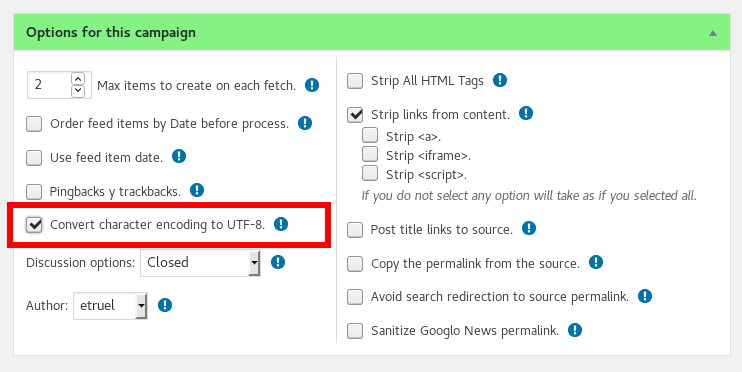 Options for this campaign
2 Max items to create on each fetch.
Order feed items by Date before process.
Use feed item date.
Pingbacks y trackbacks.
Convert character encoding to UTF-8.
Discussion options: Closed
Author: etruel
Strip All HTML Tags
Strip links from content.
Strip <a>.
Strip <iframe>.
Strip <script>.
If you do not select any option will take as if you selected all.
Post title links to source.
Copy the permalink from the source.
Avoid search redirection to source permalink.
Sanitize Googlo News permalink.